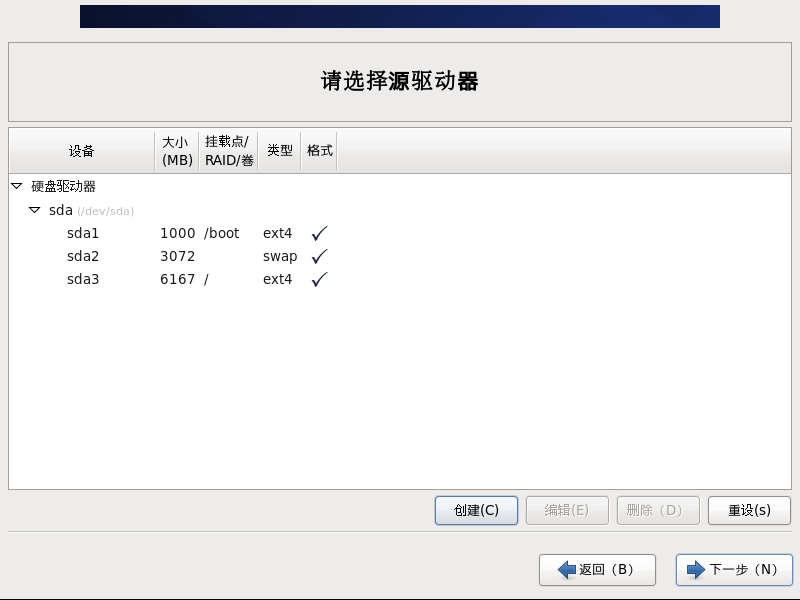 请选择源驱动器
设备 大小 (MB) 挂载点/ RAID/卷 类型 格式
硬盘驱动器
sda (/dev/sda)
sda1 1000 /boot ext4
sda2 3072 swap
sda3 6167 / ext4
创建(C) 编辑(E) 删除（D） 重设(s)
返回（B） 下一步（N）